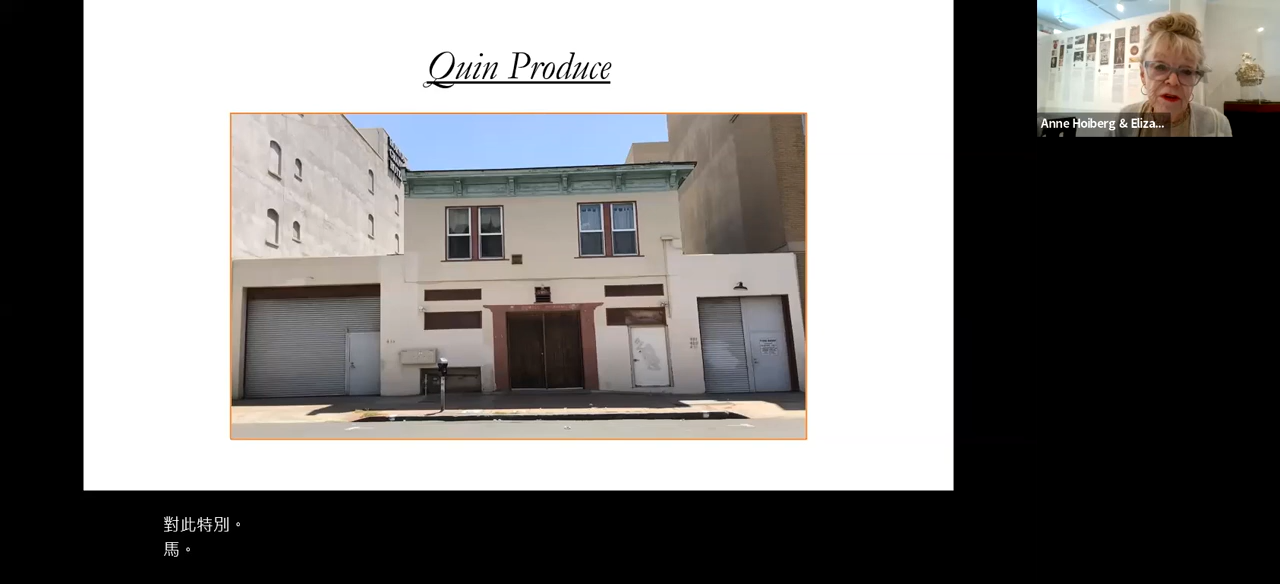 Quin Produce
Anne Hoiberg & Eliza...
對此特別。
馬。